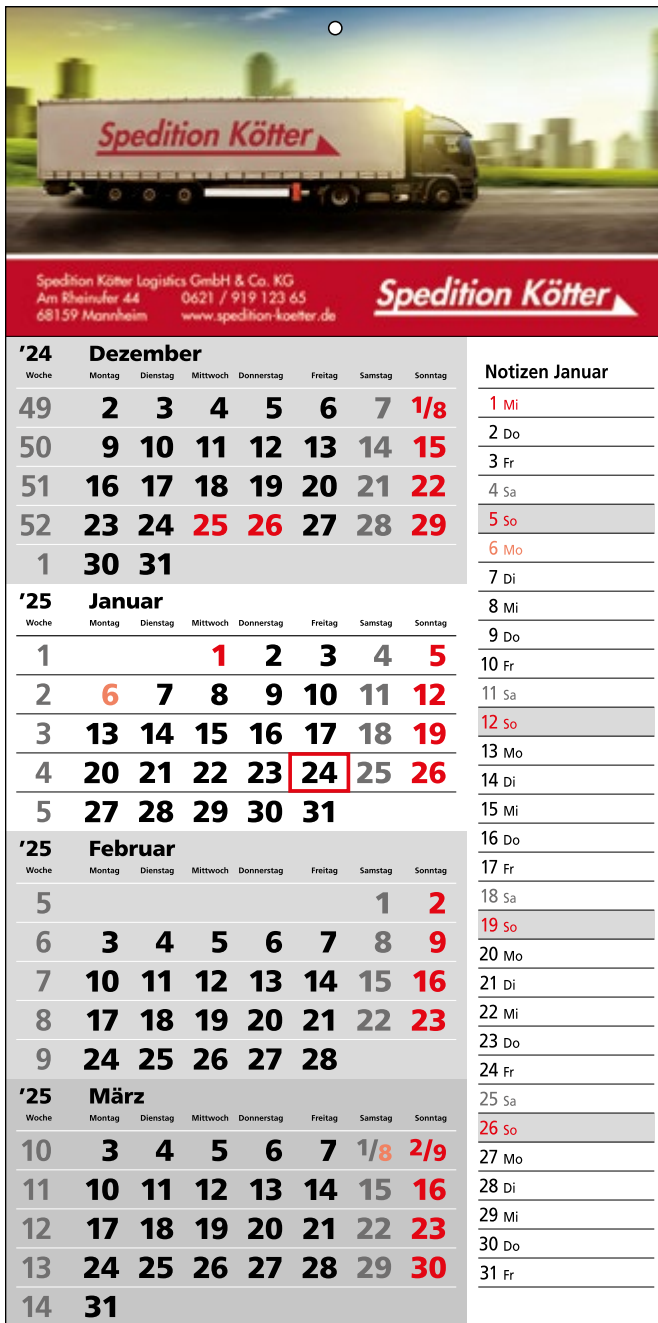 Spedition Kötter
Spedition Kötter Logistics GmbH & Co. KG
Am Rheinufer 44 0621 / 919 123 65
68159 Mannheim www.spedition-koetter.de
Spedition Kötter
'24 Dezember
Woche Montag Dienstag Mittwoch Donnerstag Freitag Samstag Sonntag
49 2 3 4 5 6 7 1/8
50 9 10 11 12 13 14 15
51 16 17 18 19 20 21 22
52 23 24 25 26 27 28 29
1 30 31
'25 Januar
Woche Montag Dienstag Mittwoch Donnerstag Freitag Samstag Sonntag
1 1 2 3 4 5
2 6 7 8 9 10 11 12
3 13 14 15 16 17 18 19
4 20 21 22 23 24 25 26
5 27 28 29 30 31
'25 Februar
Woche Montag Dienstag Mittwoch Donnerstag Freitag Samstag Sonntag
5 1 2
6 3 4 5 6 7 8 9
7 10 11 12 13 14 15 16
8 17 18 19 20 21 22 23
9 24 25 26 27 28
'25 März
Woche Montag Dienstag Mittwoch Donnerstag Freitag Samstag Sonntag
10 3 4 5 6 7 1/8 2/9
11 10 11 12 13 14 15 16
12 17 18 19 20 21 22 23
13 24 25 26 27 28 29 30
14 31
Notizen Januar
1 Mi
2 Do
3 Fr
4 Sa
5 So
6 Mo
7 Di
8 Mi
9 Do
10 Fr
11 Sa
12 So
13 Mo
14 Di
15 Mi
16 Do
17 Fr
18 Sa
19 So
20 Mo
21 Di
22 Mi
23 Do
24 Fr
25 Sa
26 So
27 Mo
28 Di
29 Mi
30 Do
31 Fr